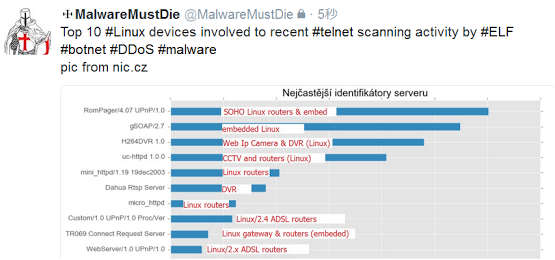 MalwareMustDie @MalwareMustDie · 5秒
Top 10 #Linux devices involved to recent #telnet scanning activity by #ELF
#botnet #DDoS #malware
pic from nic.cz
Nejčastější identifikátory serveru
RomPager/4.07 UPnP/1.0 SOHO Linux routers & embed
gSOAP/2.7 embedded Linux
H264DVR 1.0 Web Ip Camera & DVR (Linux)
uc-httpd 1.0.0 CCTV and routers (Linux)
mini_httpd/1.19 19dec2003 Linux routers
Dahua Rtsp Server DVR
micro_httpd Linux routers
Custom/1.0 UPnP/1.0 Proc/Ver Linux/2.4 ADSL routers
TR069 Connect Request Server Linux gateway & routers (embeded)
WebServer/1.0 UPnP/1.0 Linux/2.x ADSL routers